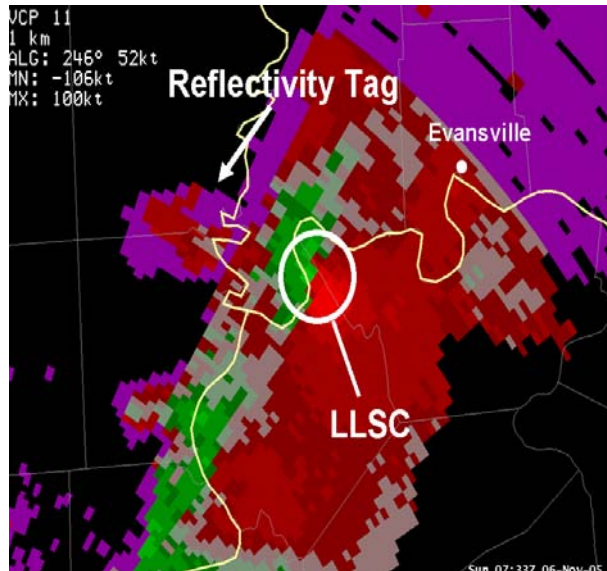 VCP 11
1 km
ALG: 246° 52kt
MN: -106kt
MX: 100kt
Reflectivity Tag
Evansville
LLSC
Sun 07:33Z 06-Nov-05